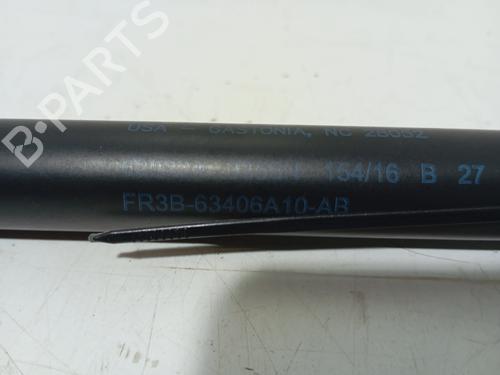 B-PARTS
USA - GASTONIA, NC 28052
154/16 B 27
FR3B-63406A10-AB